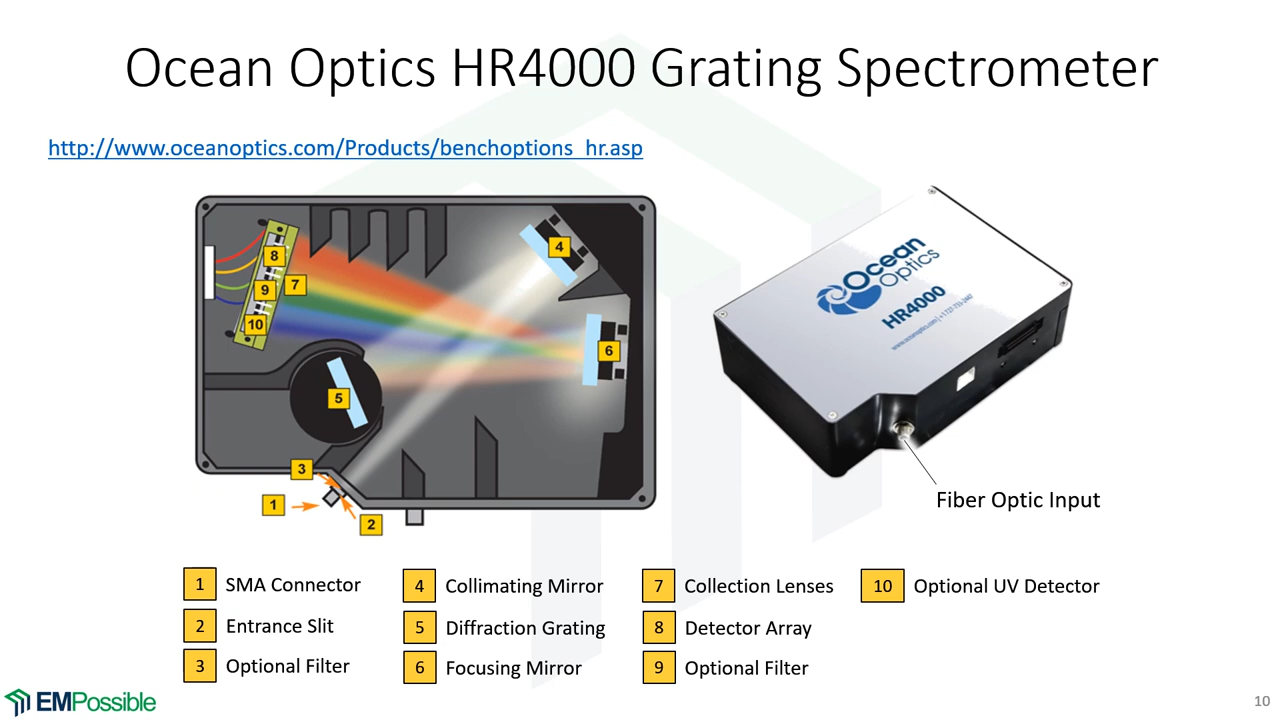 Ocean Optics HR4000 Grating Spectrometer
http://www.oceanoptics.com/Products/benchoptions_hr.asp
4
8
7
9
10
6
5
3
1
2
Ocean
Optics
HR4000
Fiber Optic Input
1 SMA Connector
4 Collimating Mirror
7 Collection Lenses
10 Optional UV Detector
2 Entrance Slit
5 Diffraction Grating
8 Detector Array
3 Optional Filter
6 Focusing Mirror
9 Optional Filter
EMPossible
10